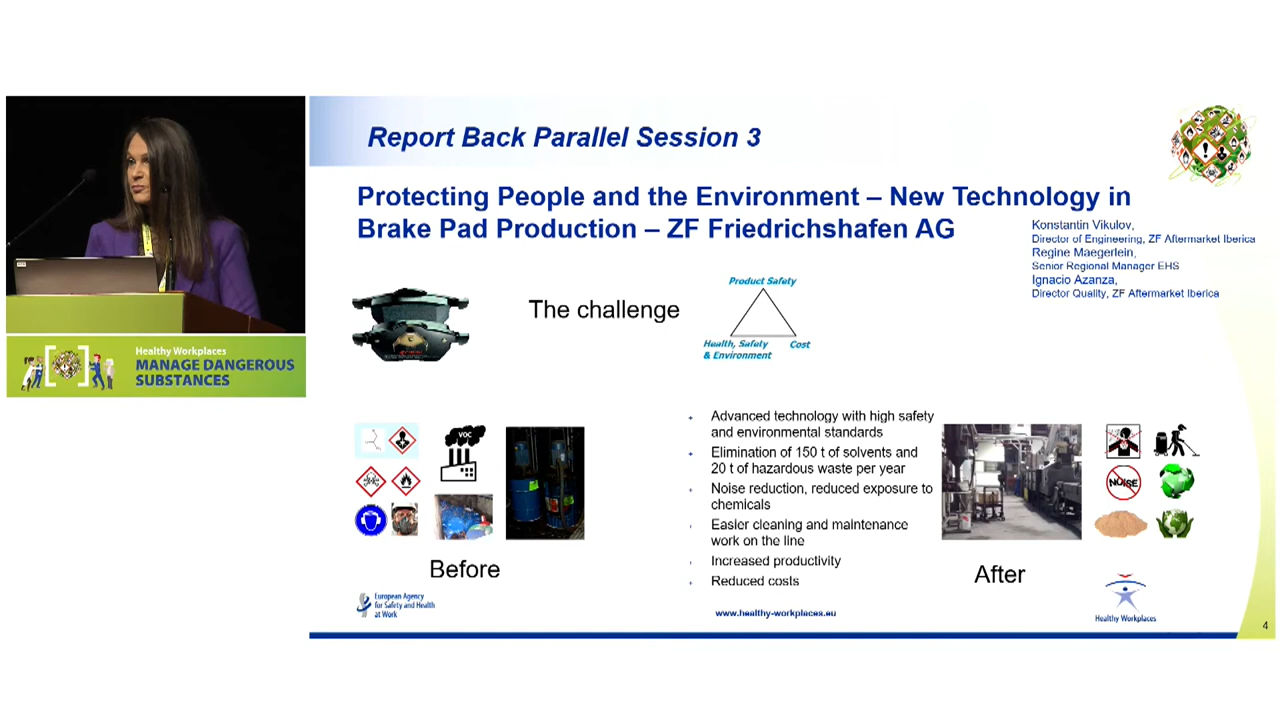 Report Back Parallel Session 3
Protecting People and the Environment – New Technology in
Brake Pad Production – ZF Friedrichshafen AG
Konstantin Vikulov,
Director of Engineering, ZF Aftermarket Iberica
Regine Maegerlein,
Senior Regional Manager EHS
Ignacio Azanza,
Director Quality, ZF Aftermarket Iberica
The challenge
Product Safety
Health, Safety
& Environment
Cost
Healthy Workplaces
MANAGE DANGEROUS
SUBSTANCES
VOC
Before
Advanced technology with high safety
and environmental standards
Elimination of 150 t of solvents and
20 t of hazardous waste per year
Noise reduction, reduced exposure to
chemicals
Easier cleaning and maintenance
work on the line
Increased productivity
Reduced costs
NOISE
After
European Agency
for Safety and Health
at Work
www.healthy-workplaces.eu
Healthy Workplaces
4